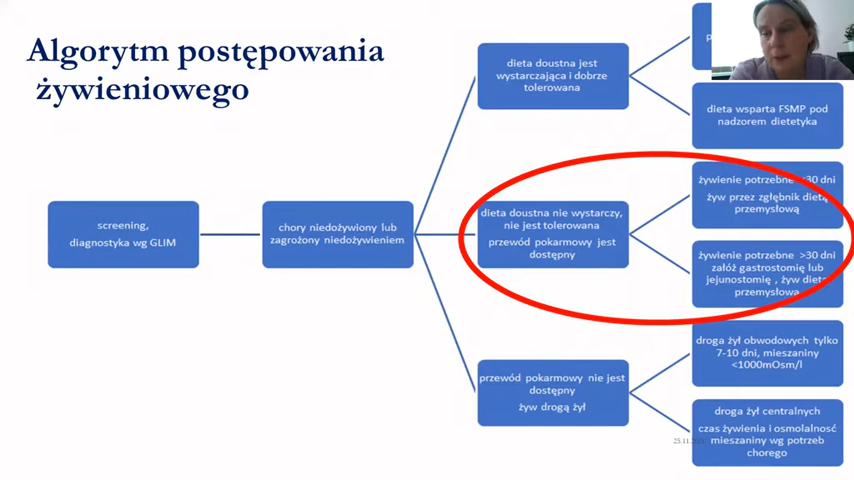 Algorytm postępowania
żywieniowego
screening,
diagnostyka wg GLIM
chory niedożywiony lub
zagrożony niedożywieniem
dieta doustna jest
wystarczająca i dobrze
tolerowana
dieta wsparta FSMP pod
nadzorem dietetyka
dieta doustna nie wystarczy,
nie jest tolerowana
przewód pokarmowy jest
dostępny
żywienie potrzebne <30 dni
żyw przez zgłębnik dietą
przemysłową
żywienie potrzebne >30 dni
załóż gastrostomię lub
jejunostomię , żyw dietą
przemysłową
przewód pokarmowy nie jest
dostępny
żyw drogą żył
droga żył obwodowych tylko
7-10 dni, mieszaniny
<1000mOsm/l
droga żył centralnych
czas żywienia i osmolalność
mieszaniny wg potrzeb
chorego